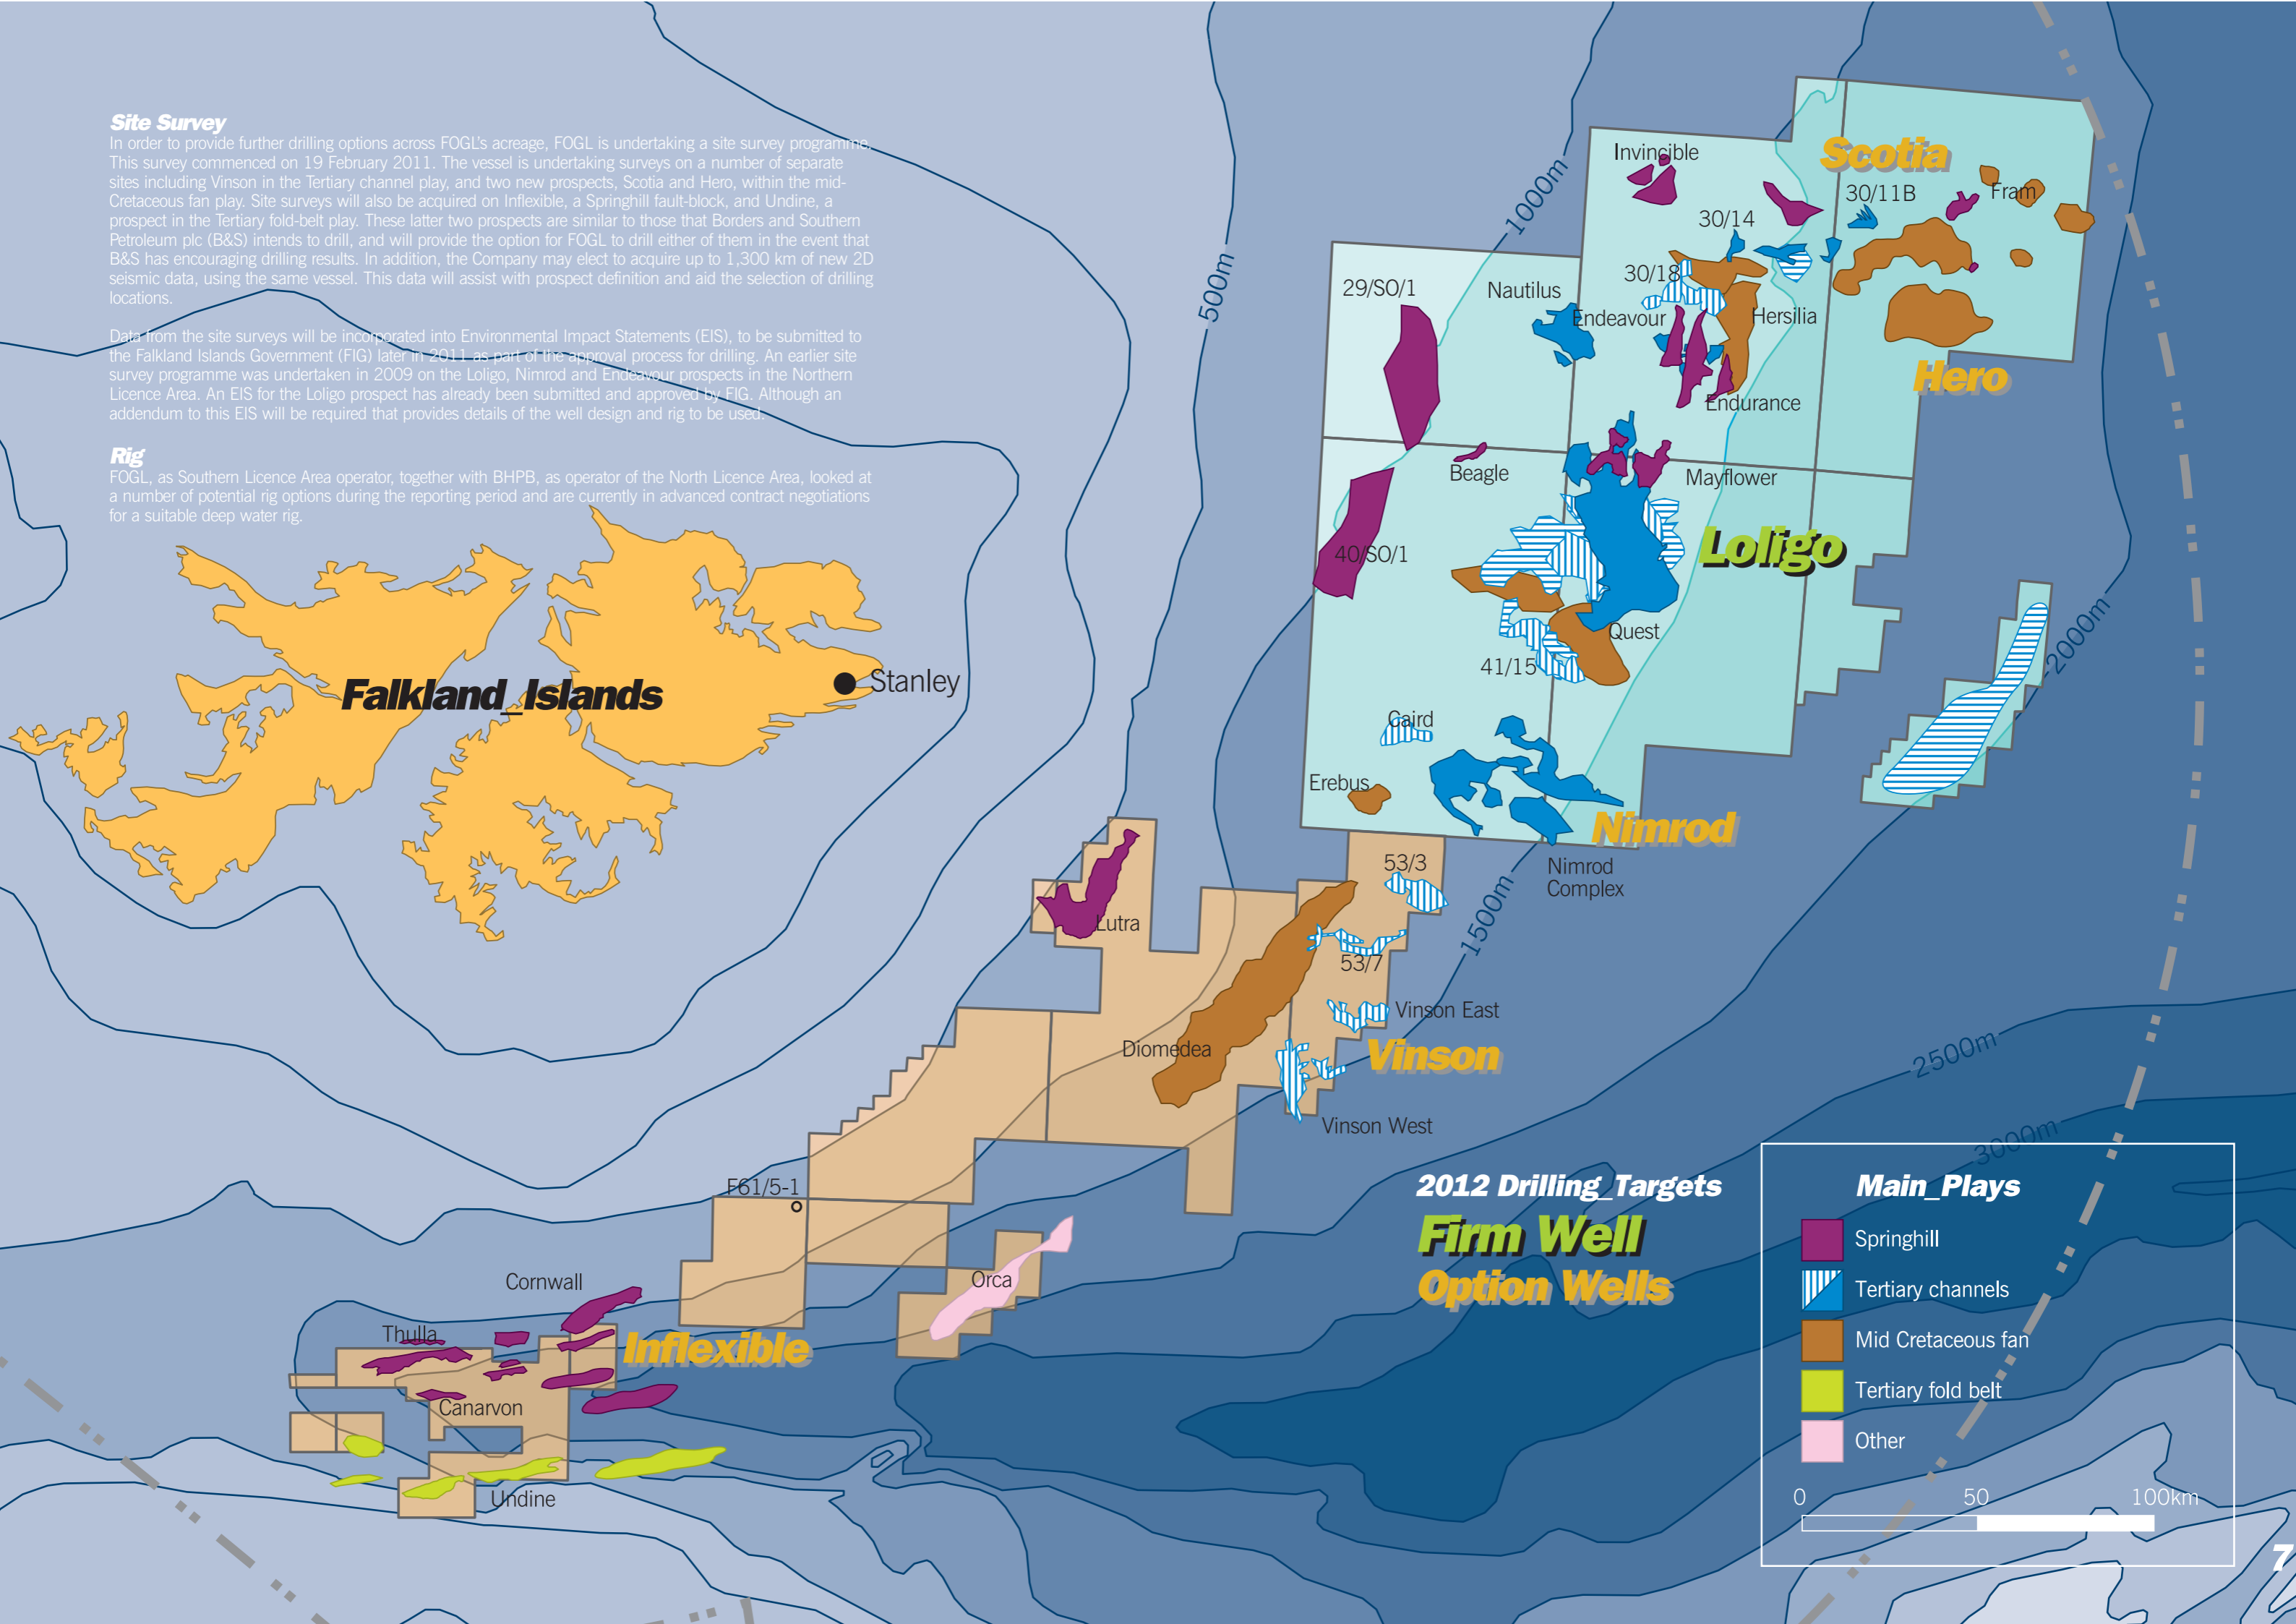 Site Survey
In order to provide further drilling options across FOGL's acreage, FOGL is undertaking a site survey programme.
This survey commenced on 19 February 2011. The vessel is undertaking surveys on a number of separate
sites including Vinson in the Tertiary channel play, and two new prospects, Scotia and Hero, within the mid-
Cretaceous fan play. Site surveys will also be acquired on Inflexible, a Springhill fault-block, and Undine, a
prospect in the Tertiary fold-belt play. These latter two prospects are similar to those that Borders and Southern
Petroleum plc (B&S) intends to drill, and will provide the option for FOGL to drill either of them in the event that
B&S has encouraging drilling results. In addition, the Company may elect to acquire up to 1,300 km of new 2D
seismic data, using the same vessel. This data will assist with prospect definition and aid the selection of drilling
locations.
Data from the site surveys will be incorporated into Environmental Impact Statements (EIS), to be submitted to
the Falkland Islands Government (FIG) later in 2011 as part of the approval process for drilling. An earlier site
survey programme was undertaken in 2009 on the Loligo, Nimrod and Endeavour prospects in the Northern
Licence Area. An EIS for the Loligo prospect has already been submitted and approved by FIG. Although an
addendum to this EIS will be required that provides details of the well design and rig to be used.
Rig
FOGL, as Southern Licence Area operator, together with BHPB, as operator of the North Licence Area, looked at
a number of potential rig options during the reporting period and are currently in advanced contract negotiations
for a suitable deep water rig.
Falkland_Islands
Stanley
500m
1000m
1500m
2000m
2500m
3000m
Invincible
Scotia
30/11B
Fram
30/14
30/18
29/SO/1
Nautilus
Endeavour
Hersilia
Hero
Endurance
Beagle
Mayflower
40/SO/1
Loligo
Quest
41/15
Caird
Erebus
Nimrod
Nimrod
Complex
53/3
Lutra
53/7
Vinson East
Diomedea
Vinson
Vinson West
F61/5-1
Orca
Cornwall
Thulla
Inflexible
Canarvon
Undine
2012 Drilling_Targets
Firm Well
Option Wells
Main_Plays
Springhill
Tertiary channels
Mid Cretaceous fan
Tertiary fold belt
Other
0 50 100km
7